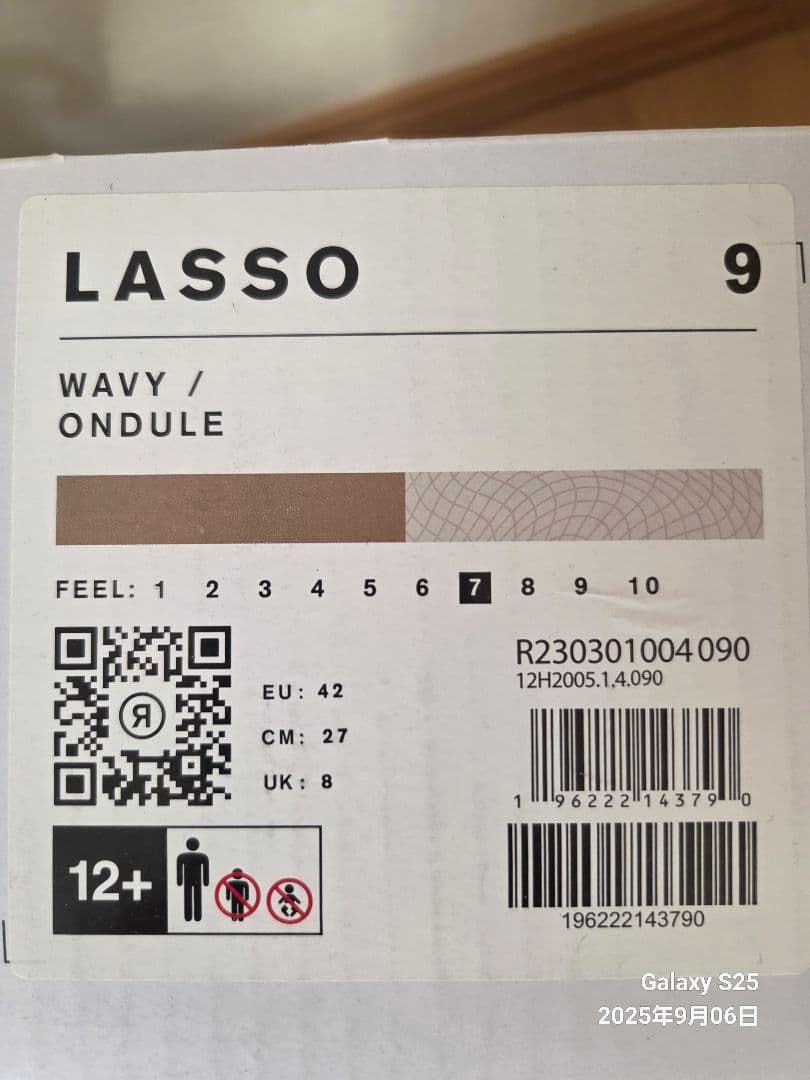 LASSO 9
WAVY /
ONDULE
FEEL: 1 2 3 4 5 6 7 8 9 10
R230301004090
12H2005.1.4.090
EU: 42
CM: 27
UK: 8
1 96222 14379 0
12+
196222143790
Galaxy S25
2025年9月06日